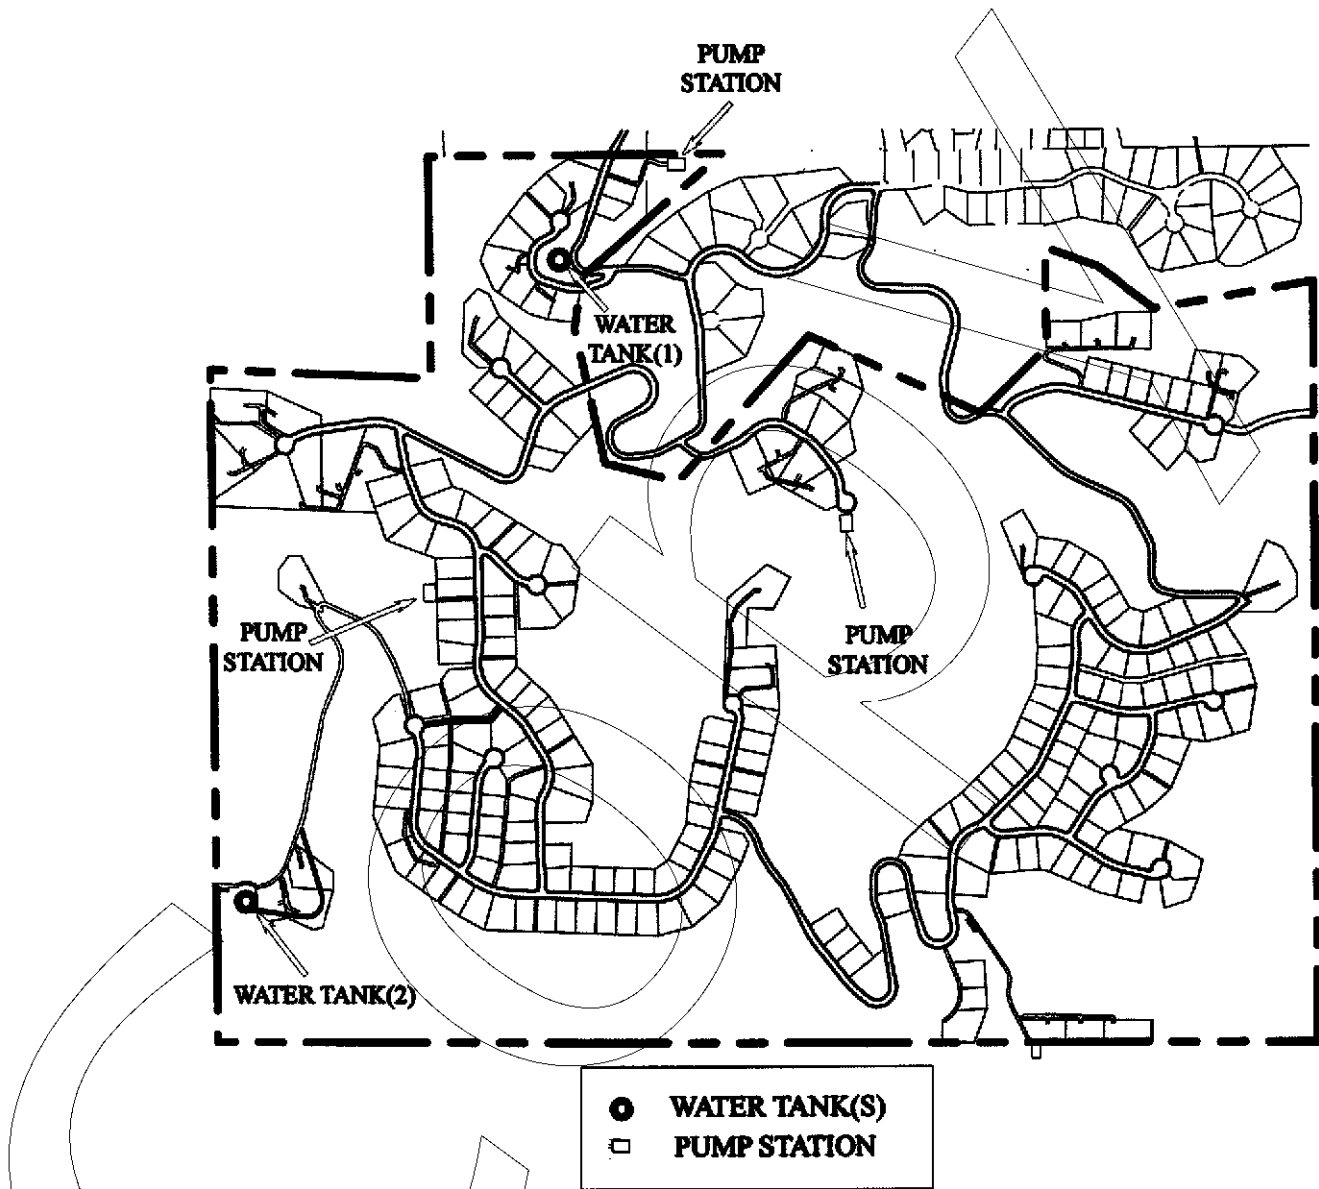 PUMP
STATION
WATER
TANK(1)
PUMP
STATION
PUMP
STATION
WATER TANK(2)
WATER TANK(S)
PUMP STATION